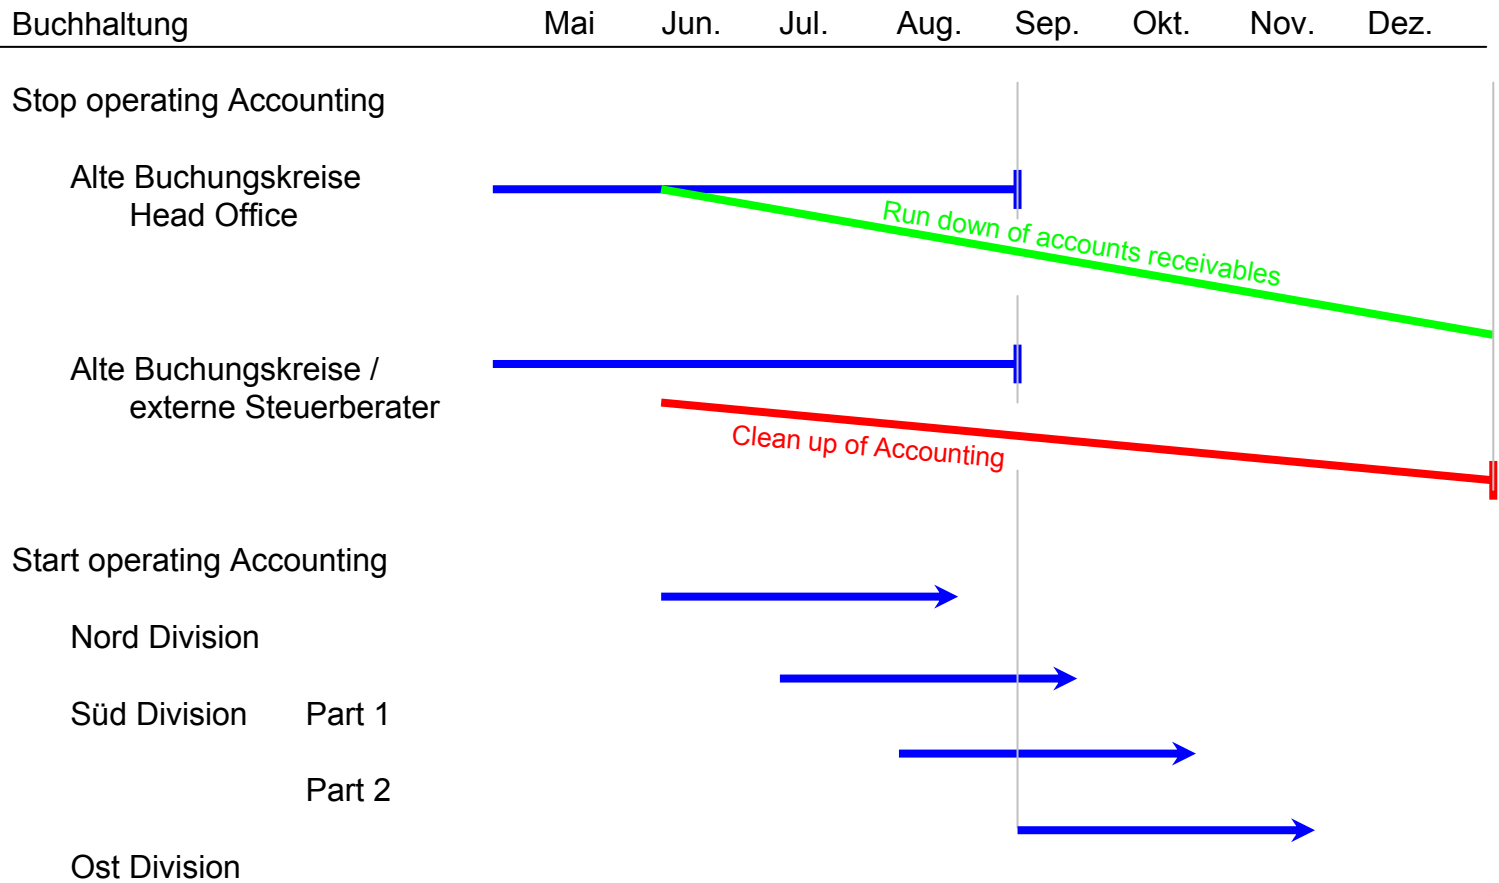 Buchhaltung Mai Jun. Jul. Aug. Sep. Okt. Nov. Dez.
Stop operating Accounting
Alte Buchungskreise
Head Office
Run down of accounts receivables
Alte Buchungskreise /
externe Steuerberater
Clean up of Accounting
Start operating Accounting
Nord Division
Süd Division Part 1
Part 2
Ost Division